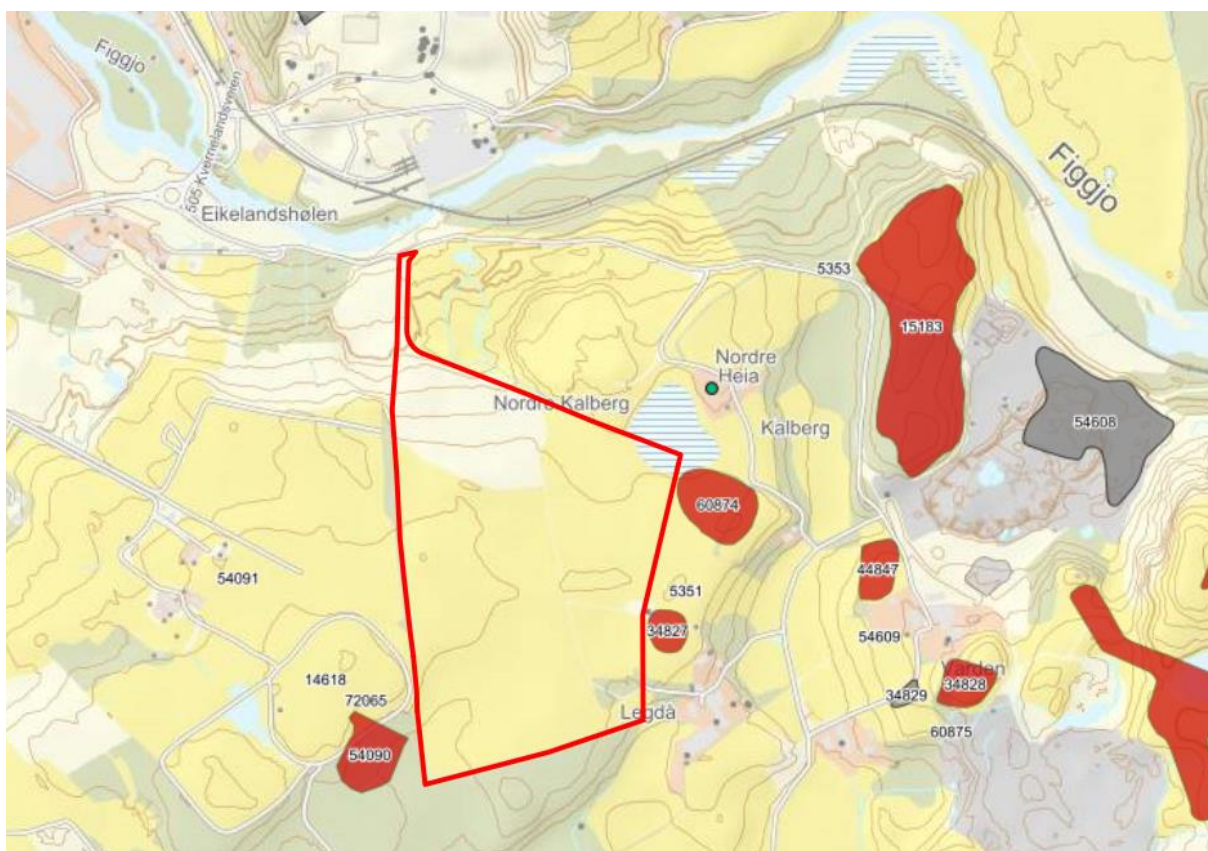 Figgjo
505 Kvernelandsveien
Eikelandshølen
Figgjo
5353
15183
Nordre
Heia
Nordre Kalberg
Kalberg
54608
60874
54091
5351
44847
34827
54609
14618
72065
Legdå
Varden
34828
34829
60875
54090